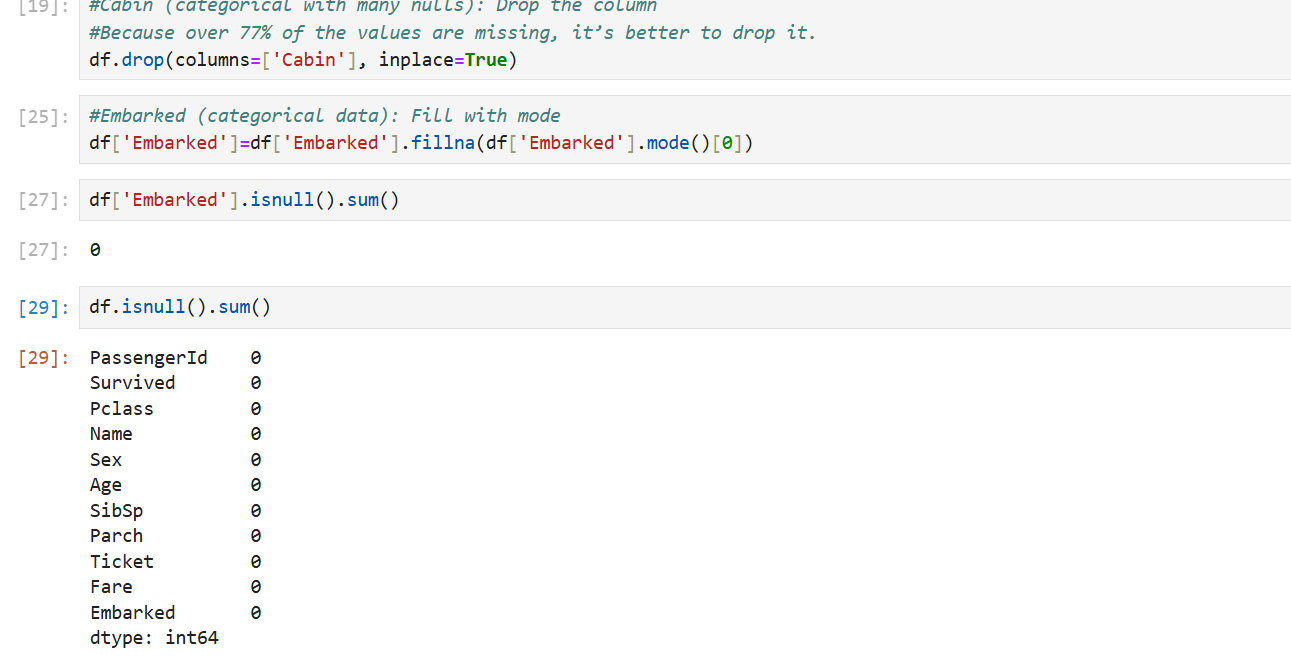 [19]: #Cabin (categorical with many nulls): Drop the column
#Because over 77% of the values are missing, it’s better to drop it.
df.drop(columns=['Cabin'], inplace=True)
[25]: #Embarked (categorical data): Fill with mode
df['Embarked']=df['Embarked'].fillna(df['Embarked'].mode()[0])
[27]: df['Embarked'].isnull().sum()
[27]: 0
[29]: df.isnull().sum()
[29]: PassengerId    0
Survived       0
Pclass         0
Name           0
Sex            0
Age            0
SibSp          0
Parch          0
Ticket         0
Fare           0
Embarked       0
dtype: int64